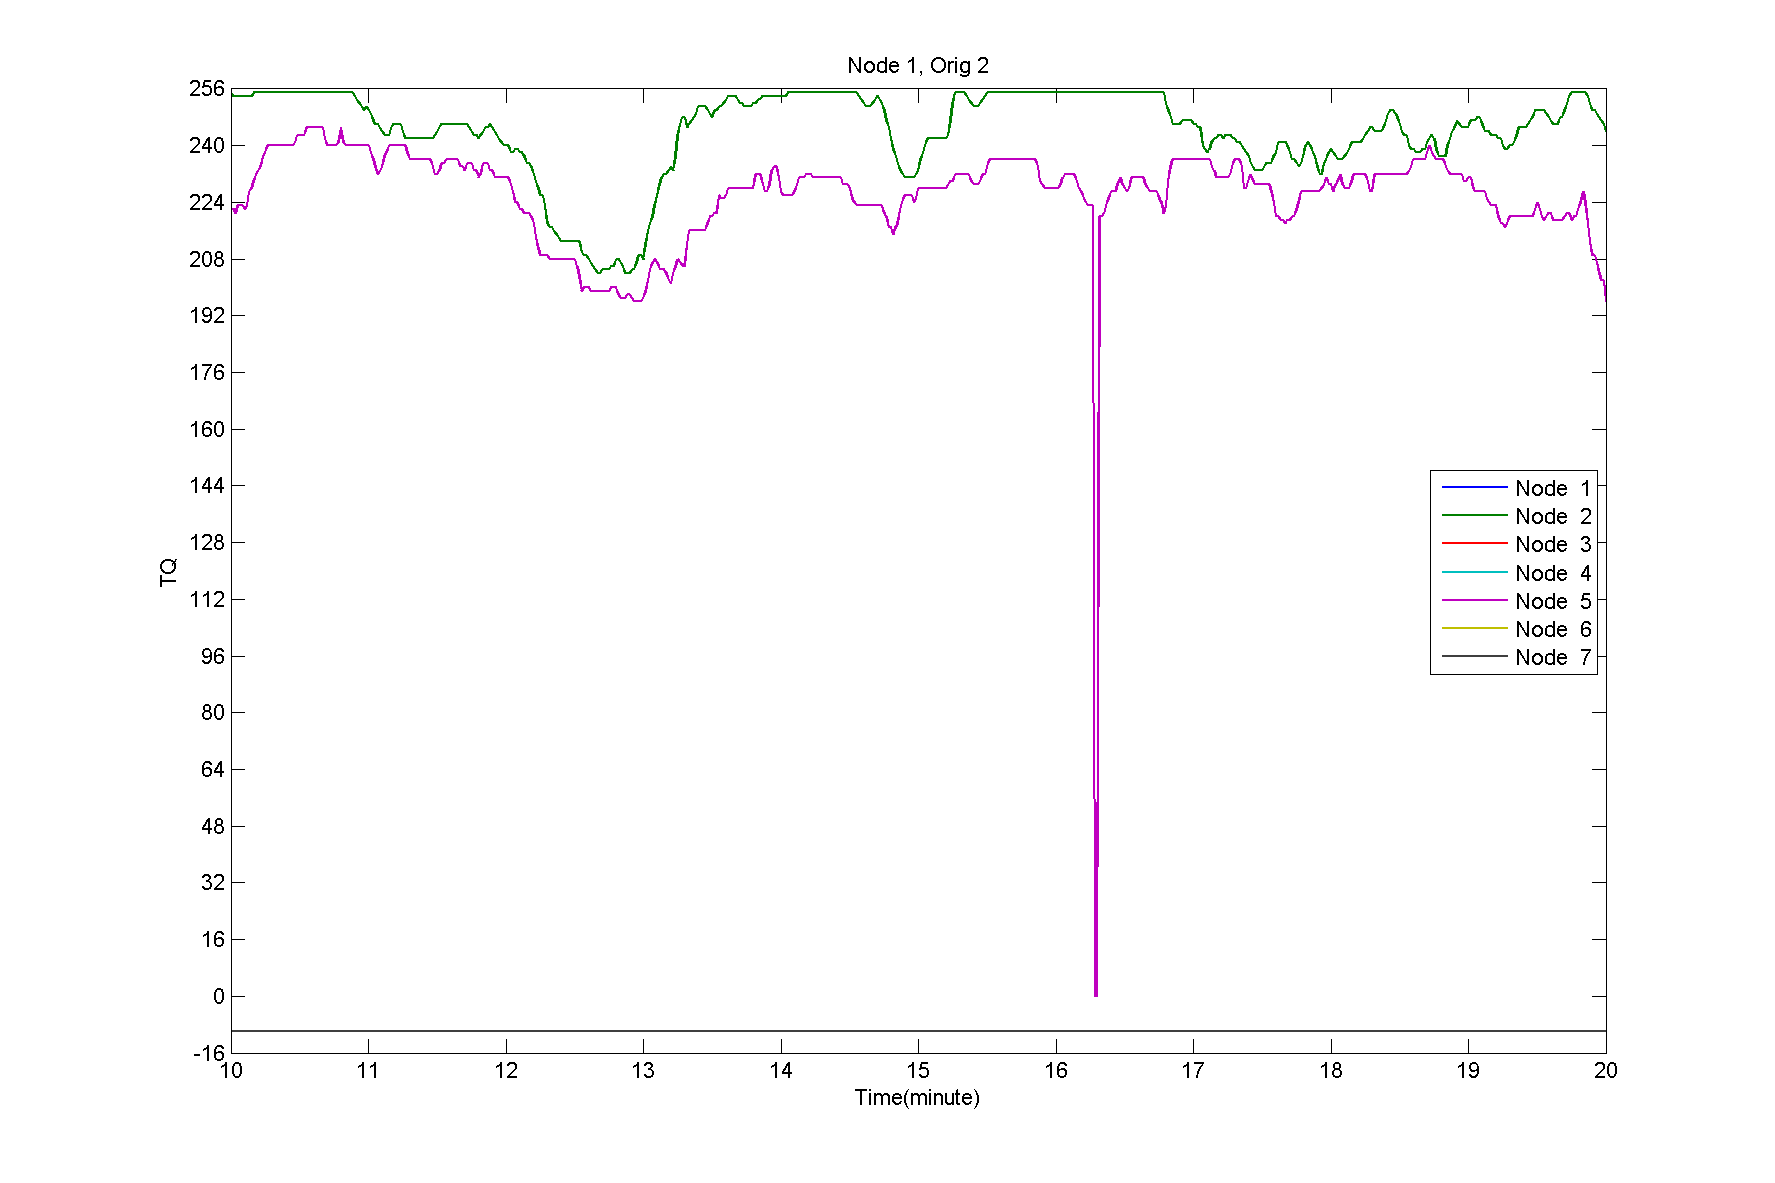 Node 1, Orig 2
256
240
224
208
192
176
160
144
128
112
96
80
64
48
32
16
0
-16
TQ
Node 1
Node 2
Node 3
Node 4
Node 5
Node 6
Node 7
10 11 12 13 14 15 16 17 18 19 20
Time(minute)